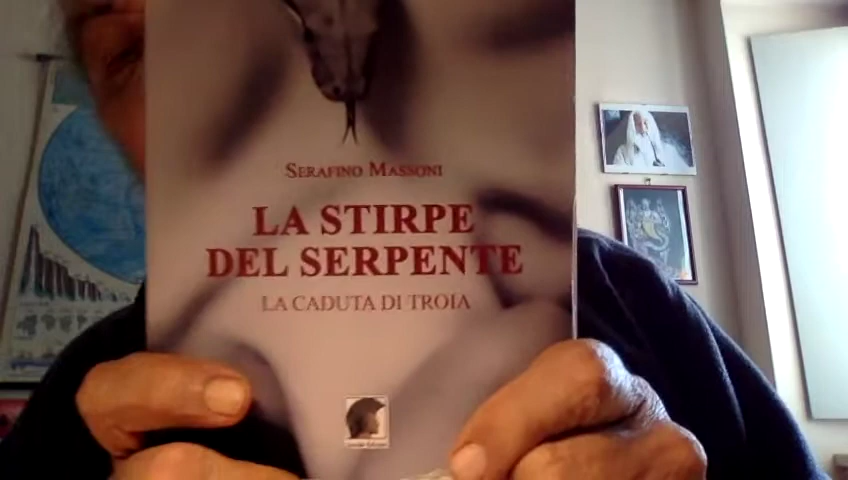 SERAFINO MASSONI
LA STIRPE
DEL SERPENTE
LA CADUTA DI TROIA